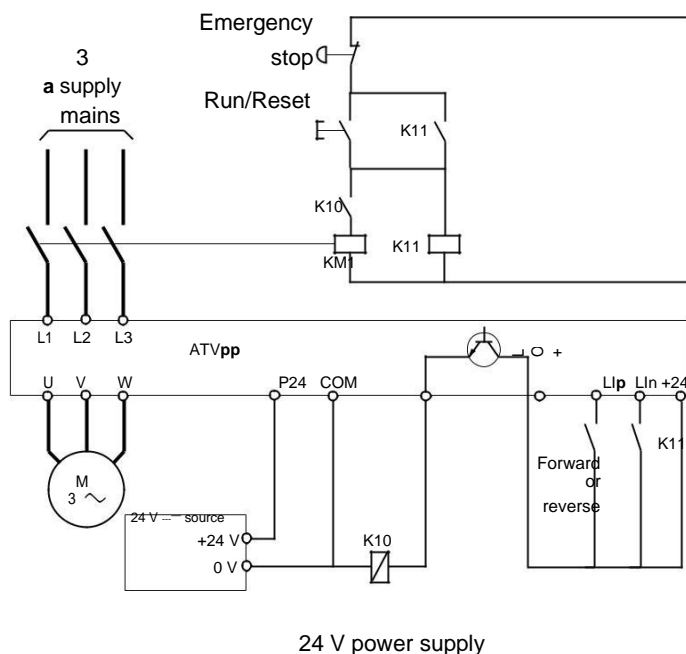 Emergency
stop
3
a supply
mains
Run/Reset
K11
K10
KM1
K11
L1 L2 L3
ATVpp
LO+
U V W
P24 COM
LIp LIn +24
K11
Forward
or
reverse
M
3
24 V source
+24 V
0 V
K10
24 V power supply